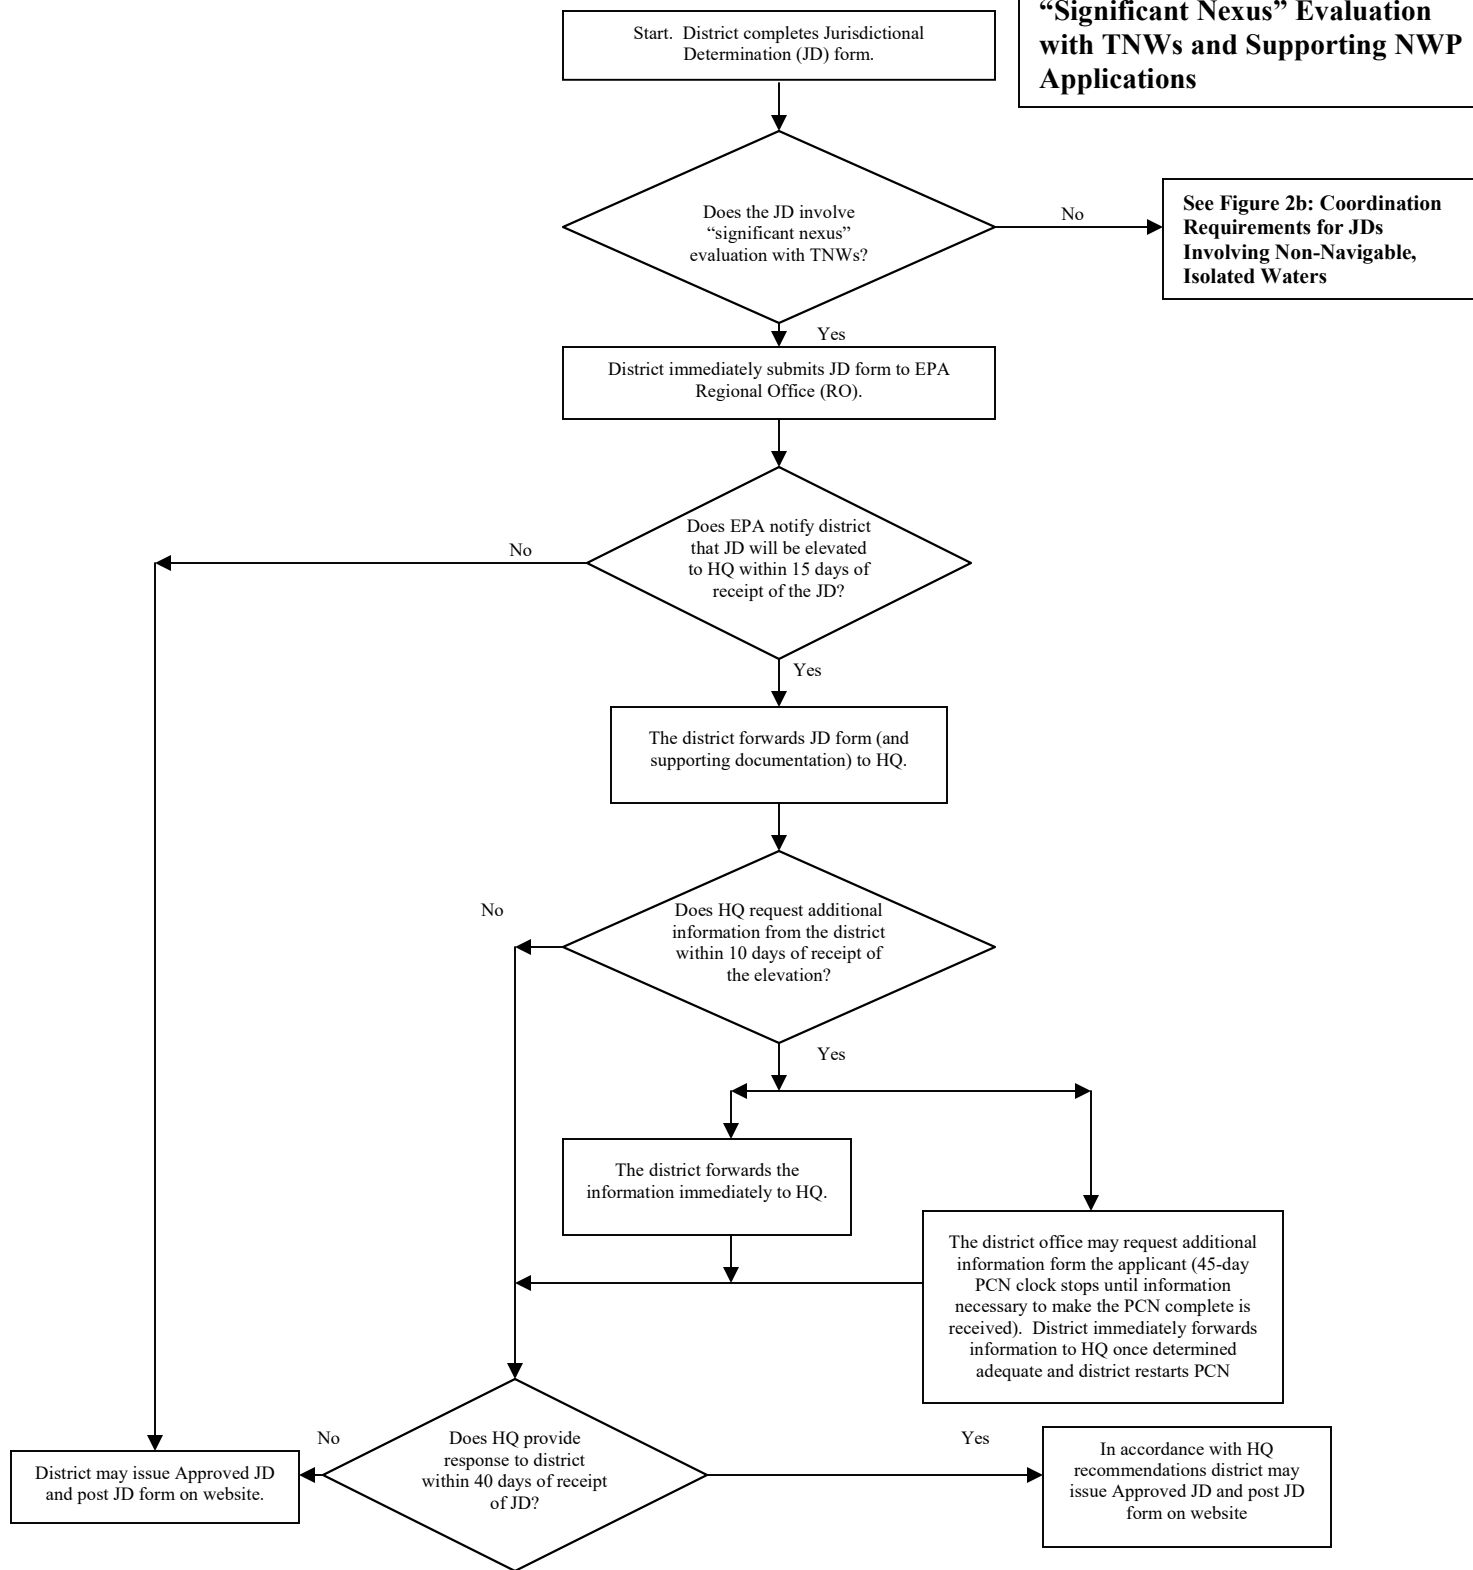 “Significant Nexus” Evaluation
with TNWs and Supporting NWP
Applications
Start.  District completes Jurisdictional
Determination (JD) form.
Does the JD involve
“significant nexus”
evaluation with TNWs?
No
See Figure 2b: Coordination
Requirements for JDs
Involving Non-Navigable,
Isolated Waters
Yes
District immediately submits JD form to EPA
Regional Office (RO).
Does EPA notify district
that JD will be elevated
to HQ within 15 days of
receipt of the JD?
No
Yes
The district forwards JD form (and
supporting documentation) to HQ.
Does HQ request additional
information from the district
within 10 days of receipt of
the elevation?
No
Yes
The district forwards the
information immediately to HQ.
The district office may request additional
information form the applicant (45-day
PCN clock stops until information
necessary to make the PCN complete is
received).  District immediately forwards
information to HQ once determined
adequate and district restarts PCN
Does HQ provide
response to district
within 40 days of receipt
of JD?
No
Yes
District may issue Approved JD
and post JD form on website.
In accordance with HQ
recommendations district may
issue Approved JD and post JD
form on website